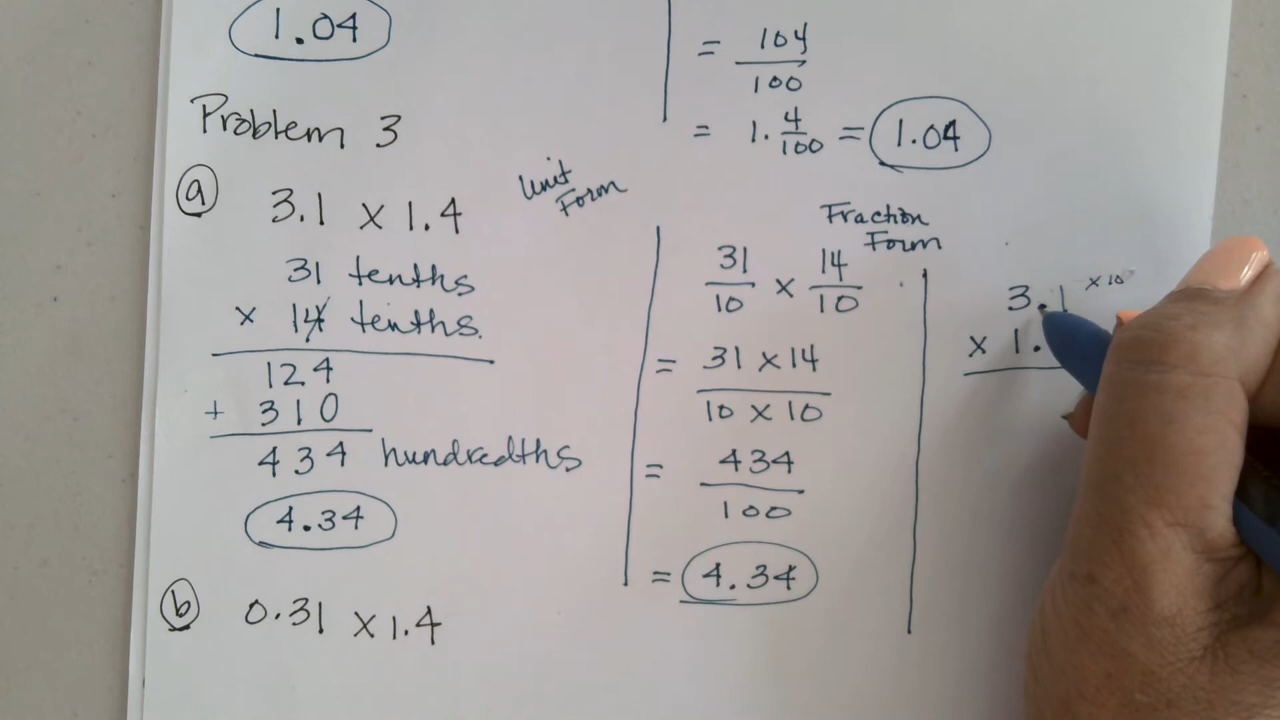 1.04
= 104
100
= 1. 4/100 = 1.04
Problem 3
a
3.1 x 1.4
Unit
Form
31 tenths
x 14 tenths.
124
+ 310
434 hundredths
4.34
Fraction
Form
31/10 x 14/10
= 31 x 14
10 x 10
= 434
100
= 4.34
3.1 x 10
x 1.
b
0.31 x 1.4